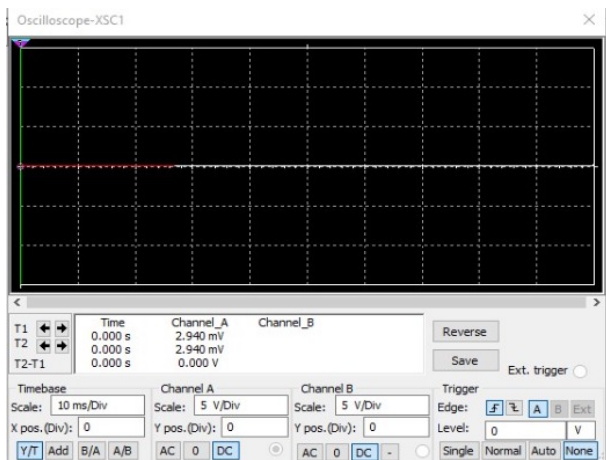 Oscilloscope-XSC1
Time Channel_A Channel_B
T1 0.000 s 2.940 mV
T2 0.000 s 2.940 mV
T2-T1 0.000 s 0.000 V
Reverse
Save
Ext. trigger
Timebase Channel A Channel B Trigger
Scale: 10 ms/Div Scale: 5 V/Div Scale: 5 V/Div Edge: A B Ext
X pos.(Div): 0 Y pos.(Div): 0 Y pos.(Div): 0 Level: 0 V
Y/T Add B/A A/B AC 0 DC AC 0 DC - Single Normal Auto None